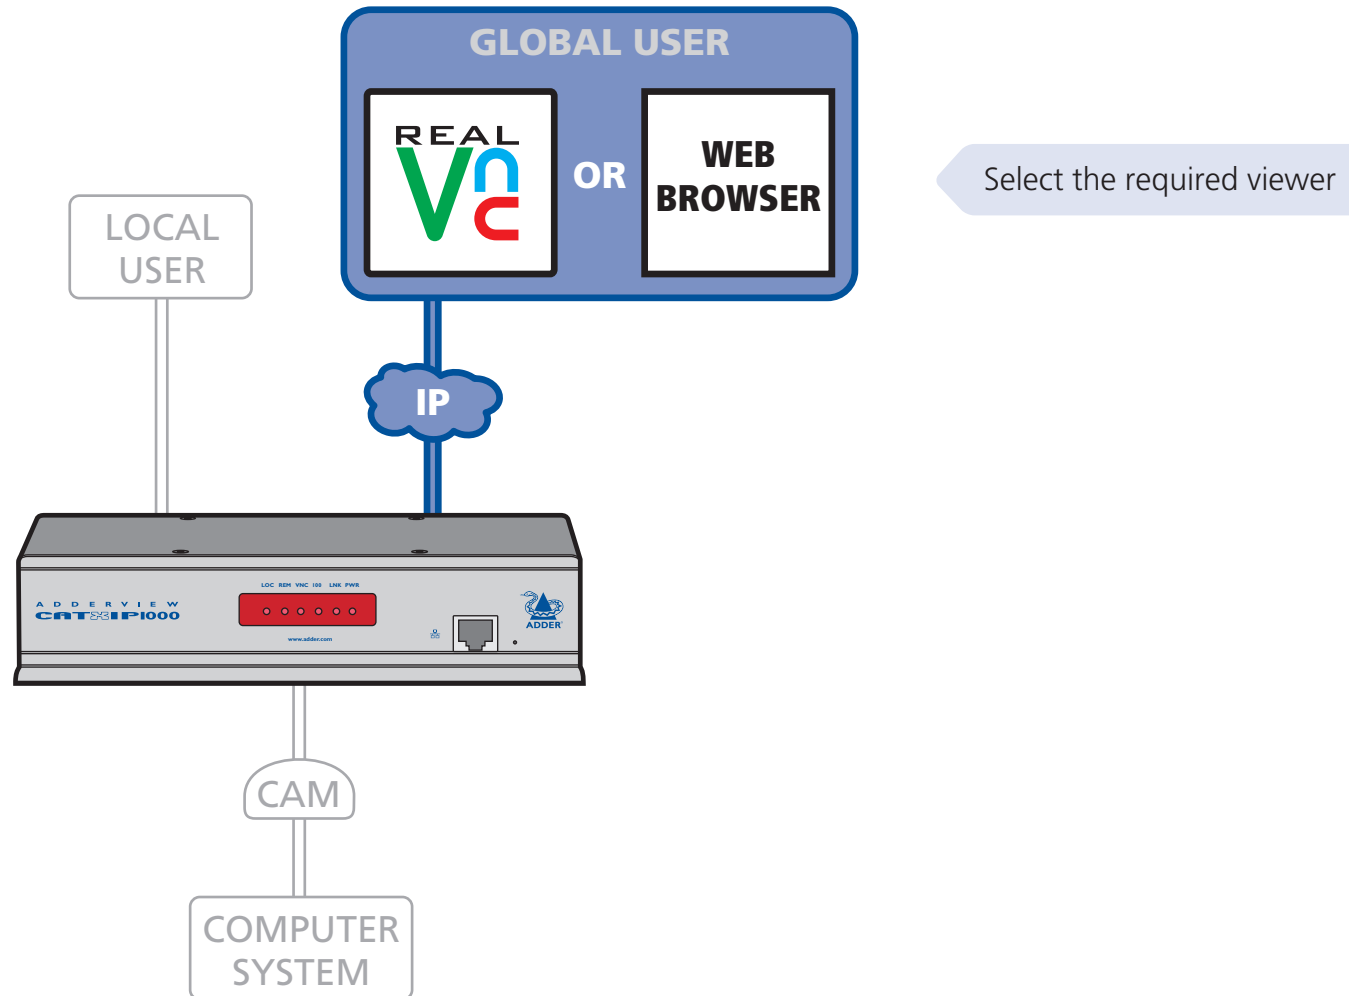 GLOBAL USER
REAL
VNC
OR
WEB
BROWSER
Select the required viewer
LOCAL
USER
IP
LOC REM VNC 100 LNK PWR
ADDERVIEW
CATXIP1000
www.adder.com
ADDER®
CAM
COMPUTER
SYSTEM